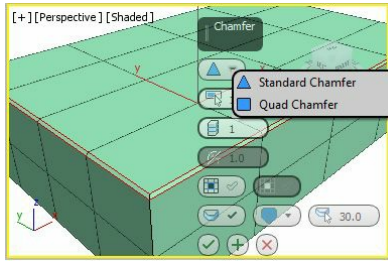 [+] [Perspective ] [Shaded]
Chamfer
y
x
Standard Chamfer
Quad Chamfer
1
1.0
30.0
z
y
x